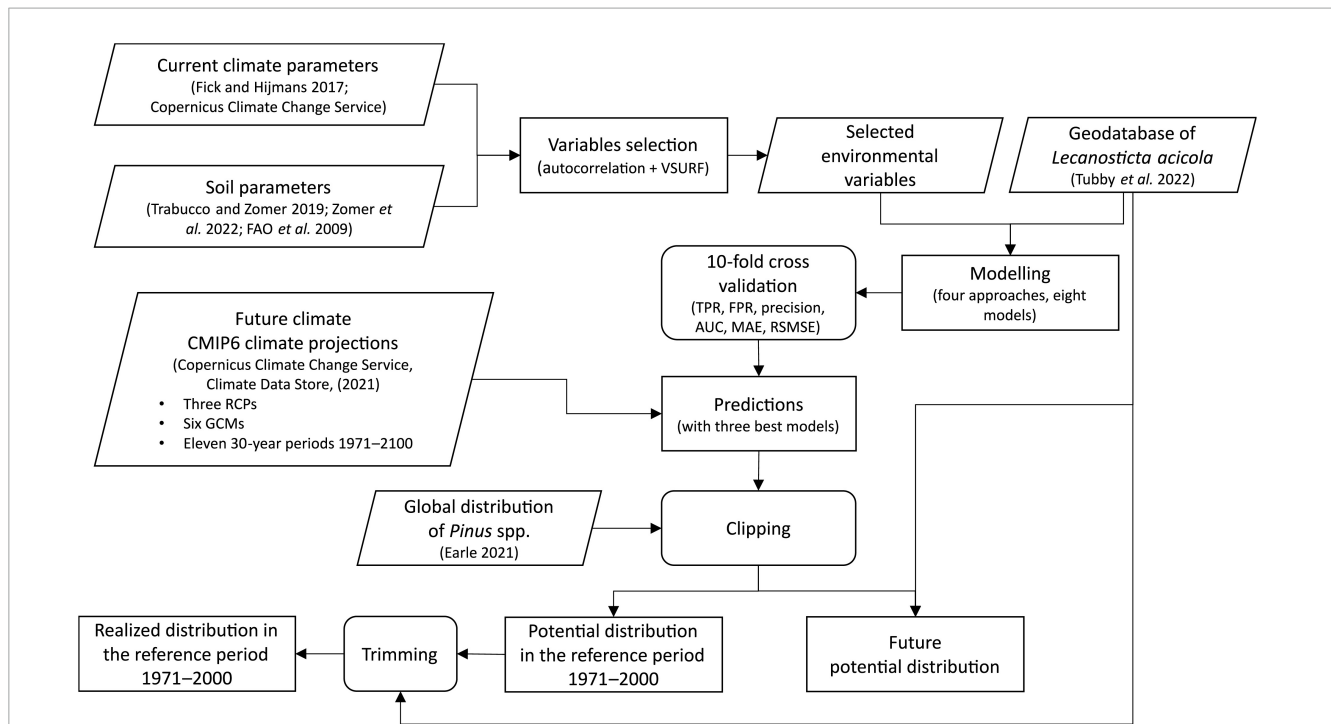 Current climate parameters
(Fick and Hijmans 2017;
Copernicus Climate Change Service)
Soil parameters
(Trabucco and Zomer 2019; Zomer et
al. 2022; FAO et al. 2009)
Variables selection
(autocorrelation + VSURF)
Selected
environmental
variables
Geodatabase of
Lecanosticta acicola
(Tubby et al. 2022)
Modelling
(four approaches, eight
models)
10-fold cross
validation
(TPR, FPR, precision,
AUC, MAE, RSMSE)
Future climate
CMIP6 climate projections
(Copernicus Climate Change Service,
Climate Data Store, (2021)
• Three RCPs
• Six GCMs
• Eleven 30-year periods 1971–2100
Predictions
(with three best models)
Global distribution
of Pinus spp.
(Earle 2021)
Clipping
Realized distribution in
the reference period
1971–2000
Trimming
Potential distribution
in the reference period
1971–2000
Future
potential distribution